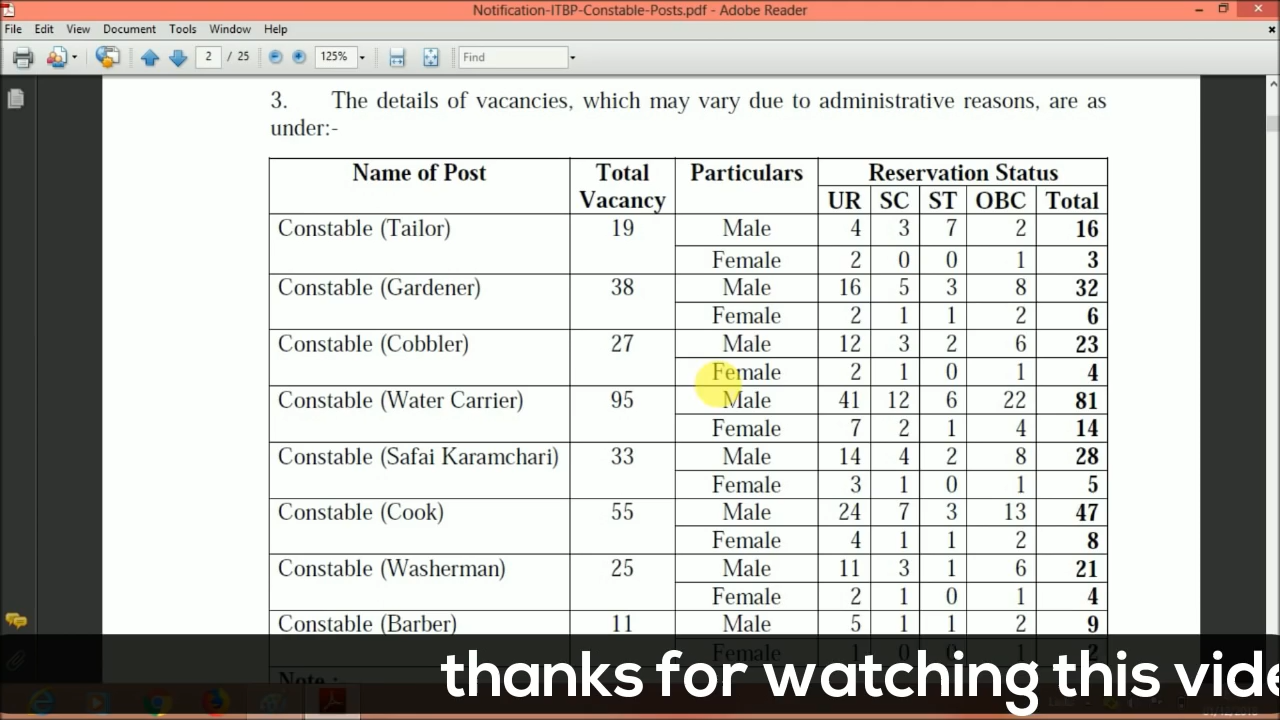 Notification-ITBP-Constable-Posts.pdf - Adobe Reader
File Edit View Document Tools Window Help
2 / 25 125% Find
3. The details of vacancies, which may vary due to administrative reasons, are as
under:-
Name of Post Total Vacancy Particulars Reservation Status
UR SC ST OBC Total
Constable (Tailor) 19 Male 4 3 7 2 16
Female 2 0 0 1 3
Constable (Gardener) 38 Male 16 5 3 8 32
Female 2 1 1 2 6
Constable (Cobbler) 27 Male 12 3 2 6 23
Female 2 1 0 1 4
Constable (Water Carrier) 95 Male 41 12 6 22 81
Female 7 2 1 4 14
Constable (Safai Karamchari) 33 Male 14 4 2 8 28
Female 3 1 0 1 5
Constable (Cook) 55 Male 24 7 3 13 47
Female 4 1 1 2 8
Constable (Washerman) 25 Male 11 3 1 6 21
Female 2 1 0 1 4
Constable (Barber) 11 Male 5 1 1 2 9
Female 1 0 0 1 2
Note :-
thanks for watching this vide